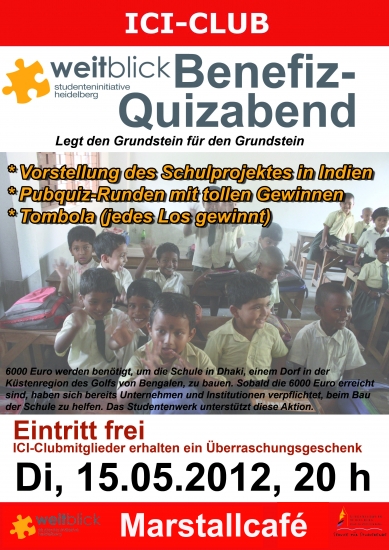 ICI-CLUB
weitblick
studenteninitiative
heidelberg
Benefiz-
Quizabend
Legt den Grundstein für den Grundstein
* Vorstellung des Schulprojektes in Indien
* Pubquiz-Runden mit tollen Gewinnen
* Tombola (jedes Los gewinnt)
6000 Euro werden benötigt, um die Schule in Dhaki, einem Dorf in der
Küstenregion des Golfs von Bengalen, zu bauen. Sobald die 6000 Euro erreicht
sind, haben sich bereits Unternehmen und Institutionen verpflichtet, beim Bau
der Schule zu helfen. Das Studentenwerk unterstützt diese Aktion.
Eintritt frei
ICI-Clubmitglieder erhalten ein Überraschungsgeschenk
Di, 15.05.2012, 20 h
weitblick
studenteninitiative
heidelberg
Marstallcafé